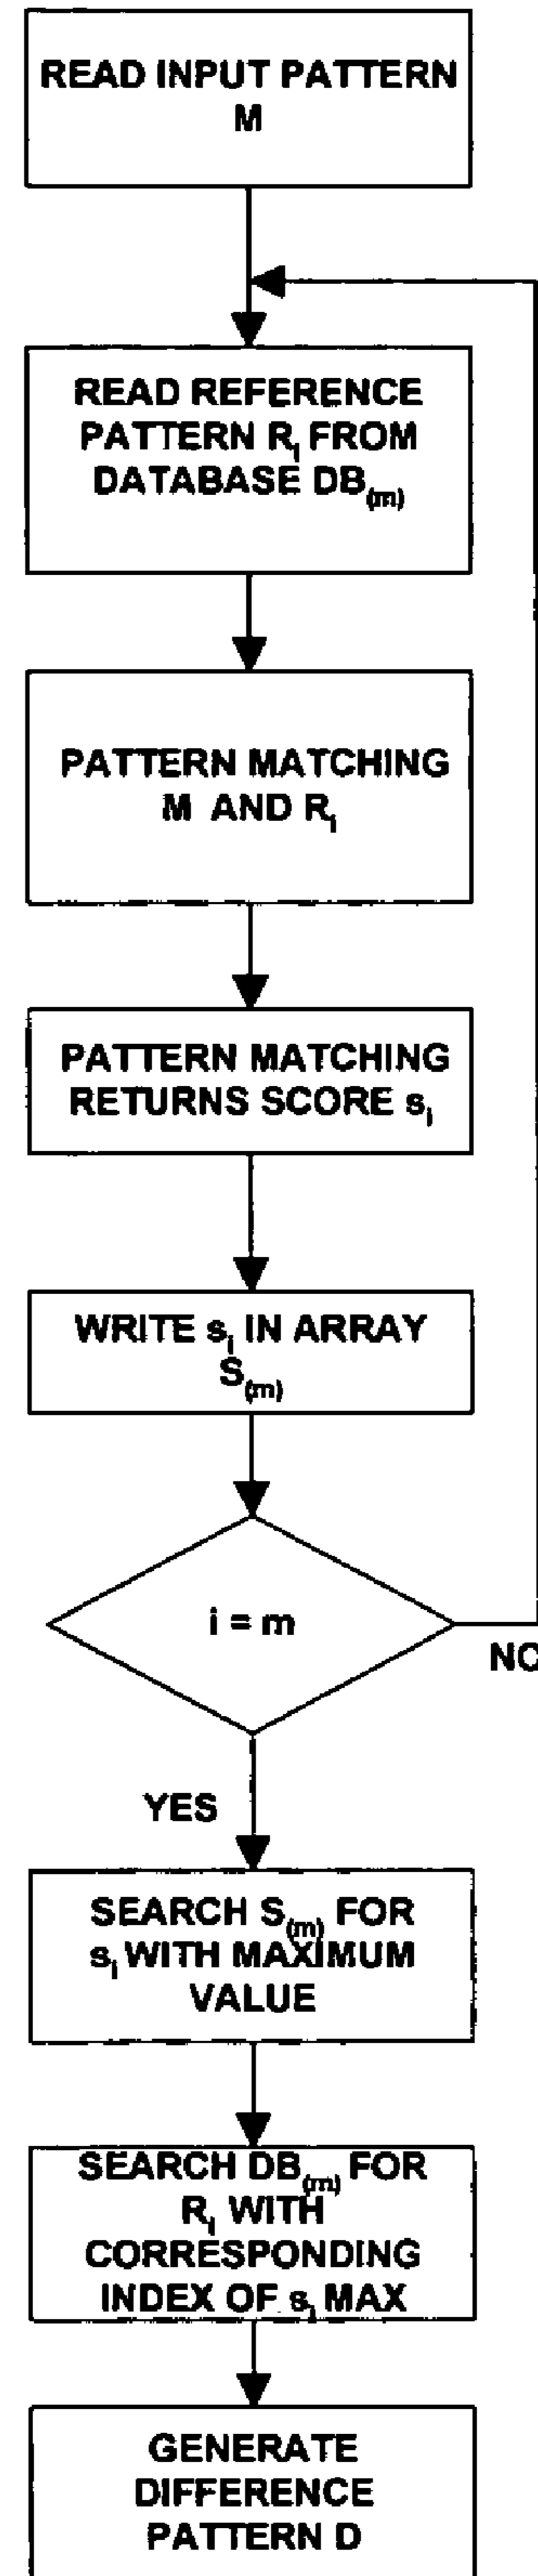 READ INPUT PATTERN
M
READ REFERENCE
PATTERN Rᵢ FROM
DATABASE DB₍ₘ₎
PATTERN MATCHING
M AND Rᵢ
PATTERN MATCHING
RETURNS SCORE sᵢ
WRITE sᵢ IN ARRAY
S₍ₘ₎
i = m
NO
YES
SEARCH S₍ₘ₎ FOR
sᵢ WITH MAXIMUM
VALUE
SEARCH DB₍ₘ₎ FOR
Rᵢ WITH
CORRESPONDING
INDEX OF sᵢ MAX
GENERATE
DIFFERENCE
PATTERN D